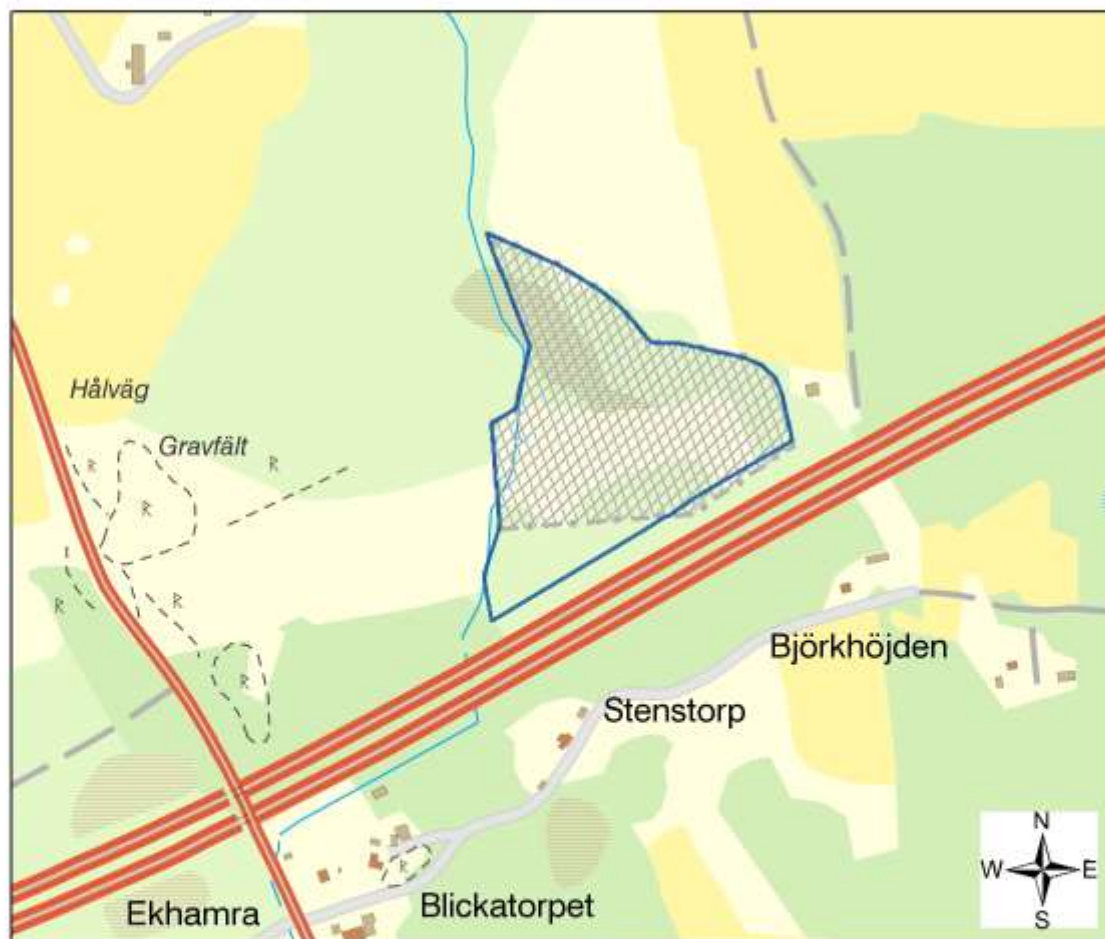 Hålväg
Gravfält
R
R
R
R
R
R
Björkhöjden
Stenstorp
R
Blickatorpet
Ekhamra
N
W E
S